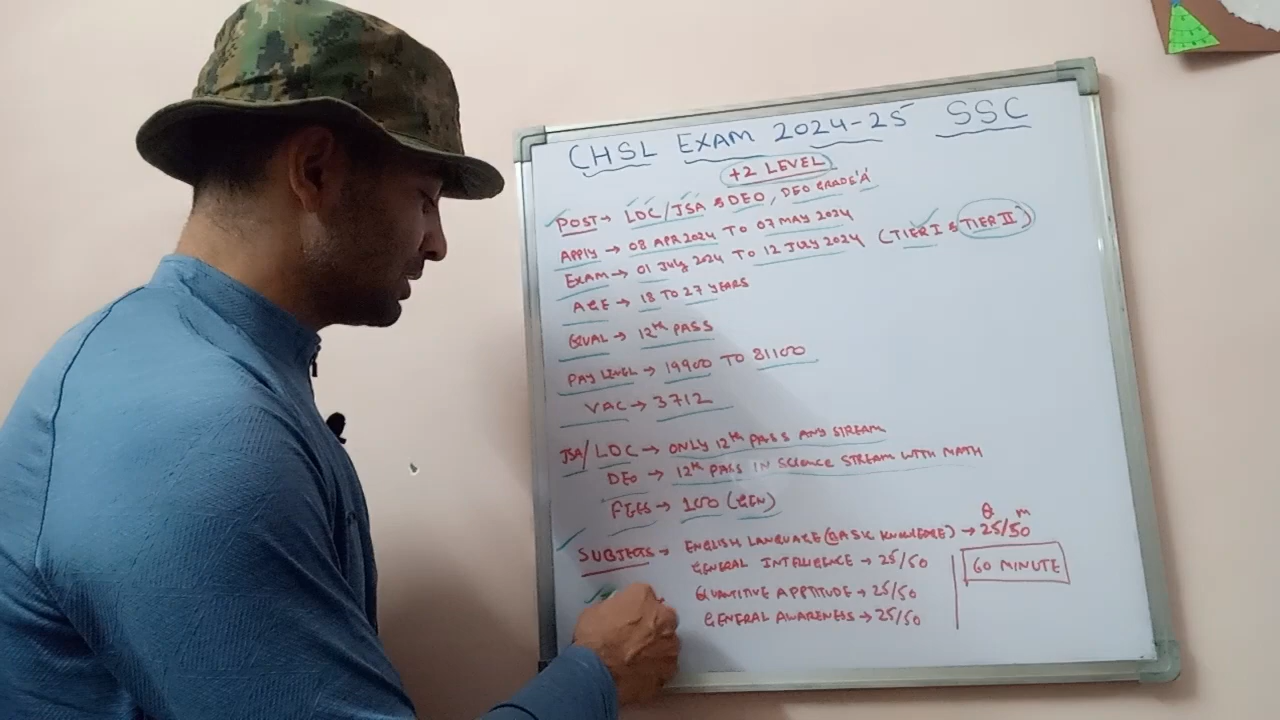 CHSL EXAM 2024-25 SSC
+2 LEVEL
POST → LDC/JSA & DEO, DEO GRADE'A'
APPLY → 08 APR 2024 TO 07 MAY 2024
EXAM → 01 July 2024 TO 12 JULY 2024 (TIER I & TIER II)
AGE → 18 TO 27 YEARS
QUAL → 12th PASS
PAY LEVEL → 19900 TO 81100
VAC → 3712
JSA/LDC → ONLY 12th PASS ANY STREAM
DEO → 12th PASS IN Science STREAM WITH MATH
FEES → 100 (GEN)
Q m
SUBJECTS → ENGLISH LANGUAGE (BASIC KNOWLEDGE) → 25/50
GENERAL INTELLIGENCE → 25/50
60 MINUTE
QUANTITIVE APPTITUDE → 25/50
GENERAL AWARENESS → 25/50